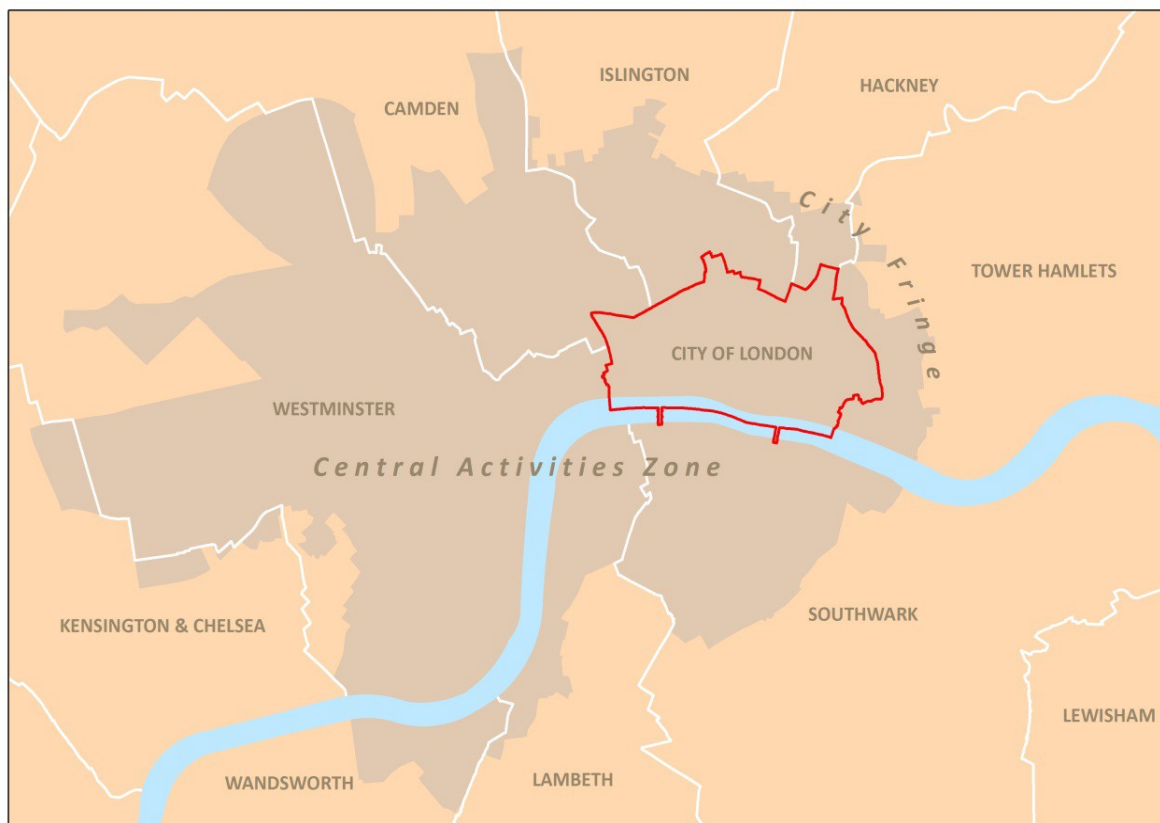 ISLINGTON
HACKNEY
CAMDEN
City Fringe
TOWER HAMLETS
CITY OF LONDON
WESTMINSTER
Central Activities Zone
KENSINGTON & CHELSEA
SOUTHWARK
LEWISHAM
WANDSWORTH
LAMBETH